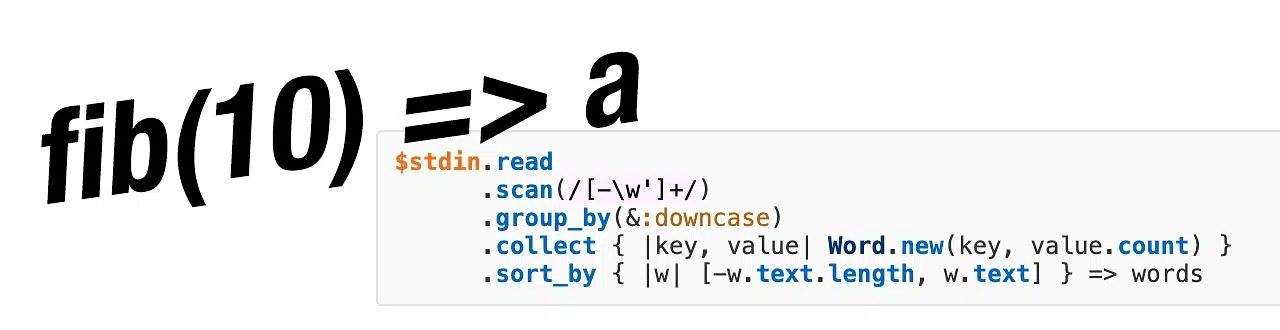 fib(10) => a
$stdin.read
.scan(/[-\w']+/)
.group_by(&:downcase)
.collect { |key, value| Word.new(key, value.count) }
.sort_by { |w| [-w.text.length, w.text] } => words